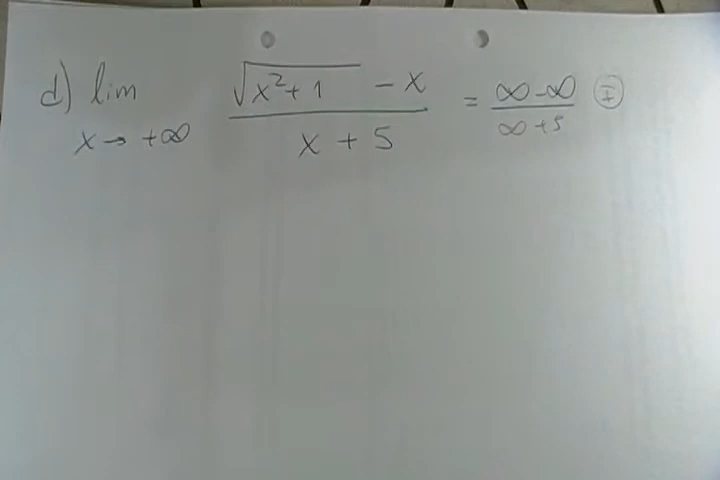 d) lim √(x²+1) - x / x + 5 = ∞ - ∞ / ∞ + 5 (I)
x → +∞